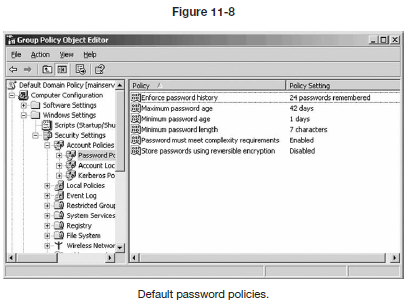 Figure 11-8
Group Policy Object Editor
File Action View Help
Default Domain Policy [mainserv
Computer Configuration
Software Settings
Windows Settings
Scripts (Startup/Shu
Security Settings
Account Policies
Password Po
Account Loc
Kerberos Po
Local Policies
Event Log
Restricted Group
System Services
Registry
File System
Wireless Networ
Policy Policy Setting
Enforce password history 24 passwords remembered
Maximum password age 42 days
Minimum password age 1 days
Minimum password length 7 characters
Password must meet complexity requirements Enabled
Store passwords using reversible encryption Disabled
Default password policies.